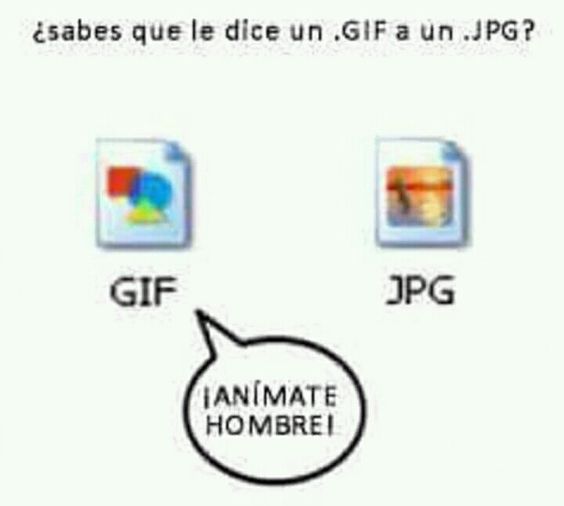 ¿sabes que le dice un .GIF a un .JPG?
GIF
JPG
¡ANÍMATE
HOMBRE!